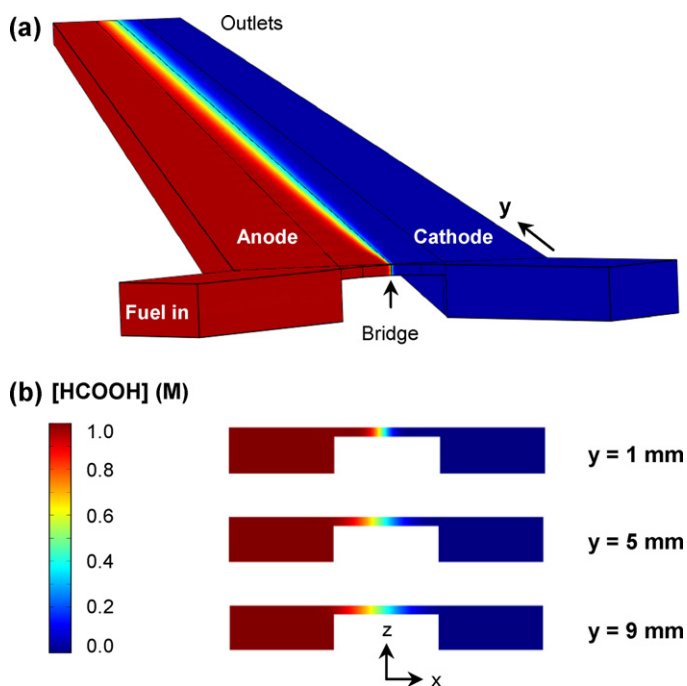 (a)
Outlets
y
Anode
Cathode
Fuel in
Bridge
(b) [HCOOH] (M)
1.0
0.8
0.6
0.4
0.2
0.0
y = 1 mm
y = 5 mm
y = 9 mm
z
x